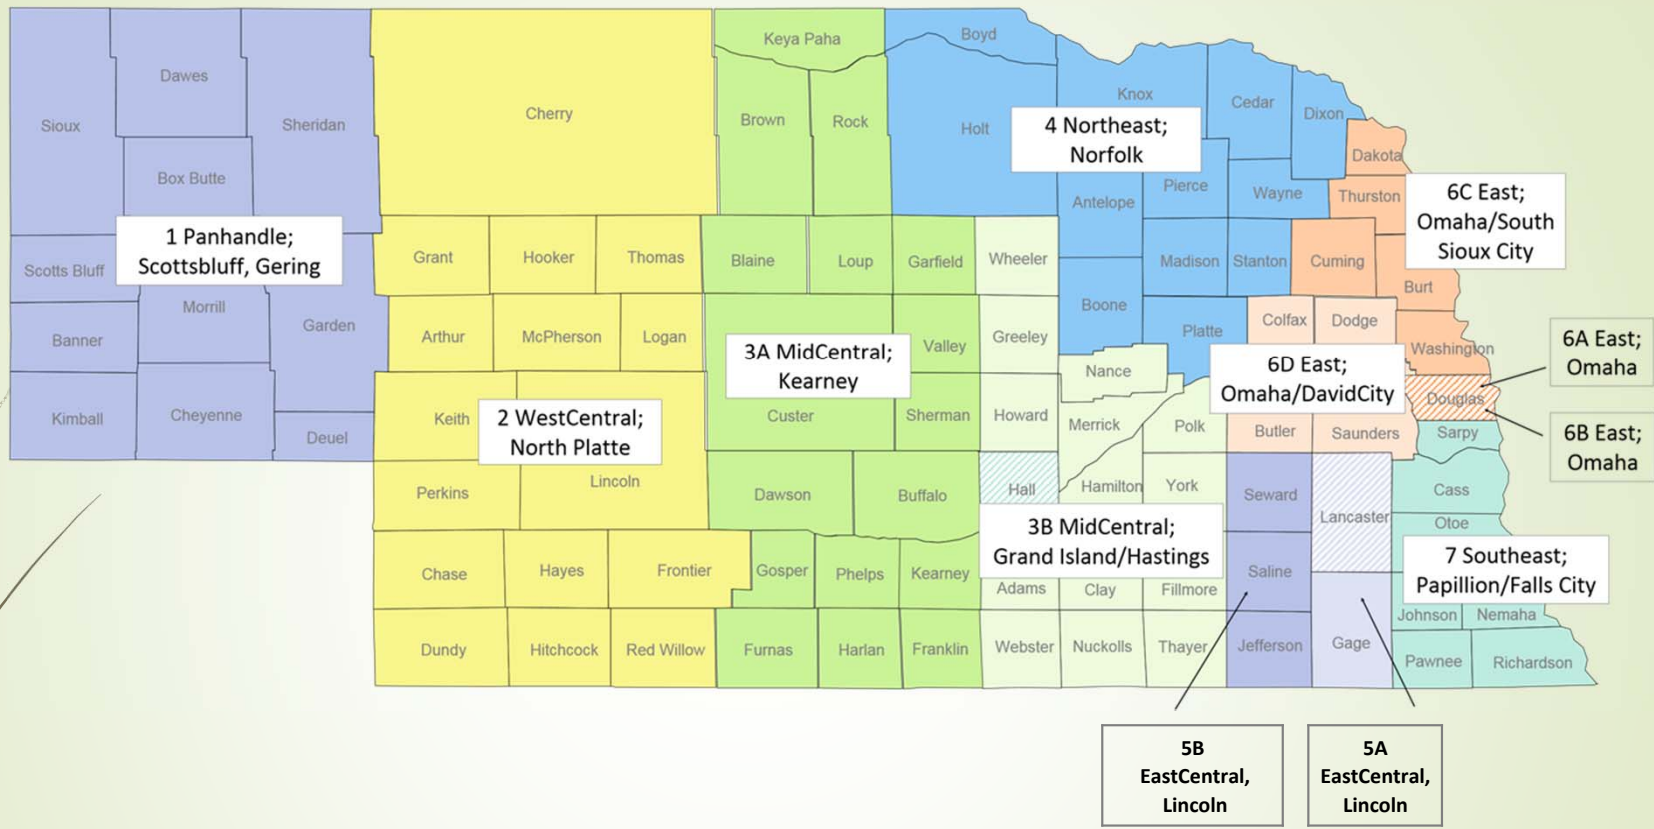 Sioux
Dawes
Sheridan
Box Butte
1 Panhandle;
Scottsbluff, Gering
Scotts Bluff
Morrill
Garden
Banner
Kimball
Cheyenne
Deuel
Cherry
Grant
Hooker
Thomas
Arthur
McPherson
Logan
Keith
2 WestCentral;
North Platte
Perkins
Lincoln
Chase
Hayes
Frontier
Dundy
Hitchcock
Red Willow
Keya Paha
Brown
Rock
Blaine
Loup
Garfield
3A MidCentral;
Kearney
Valley
Custer
Sherman
Dawson
Buffalo
Gosper
Phelps
Kearney
Furnas
Harlan
Franklin
Boyd
Holt
Knox
Cedar
Dixon
4 Northeast;
Norfolk
Antelope
Pierce
Wayne
Madison
Stanton
Boone
Platte
Wheeler
Greeley
Nance
Howard
Merrick
Polk
Hall
Hamilton
York
3B MidCentral;
Grand Island/Hastings
Adams
Clay
Fillmore
Webster
Nuckolls
Thayer
Dakota
Thurston
6C East;
Omaha/South
Sioux City
Cuming
Burt
Washington
Colfax
Dodge
6D East;
Omaha/DavidCity
Butler
Saunders
Douglas
6A East;
Omaha
6B East;
Omaha
Sarpy
Cass
Otoe
7 Southeast;
Papillion/Falls City
Johnson
Nemaha
Pawnee
Richardson
Seward
Lancaster
Saline
Jefferson
Gage
5B
EastCentral,
Lincoln
5A
EastCentral,
Lincoln